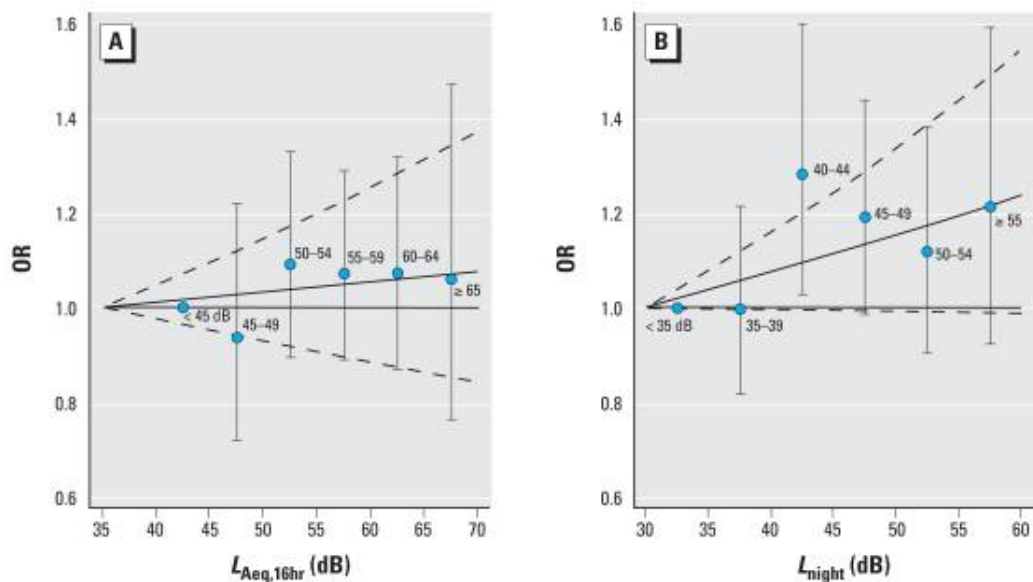 A
OR
1.6
1.4
1.2
1.0
0.8
0.6
< 45 dB
45–49
50–54
55–59
60–64
≥ 65
35 40 45 50 55 60 65 70
LAeq,16hr (dB)
B
OR
1.6
1.4
1.2
1.0
0.8
0.6
< 35 dB
35–39
40–44
45–49
50–54
≥ 55
30 35 40 45 50 55 60
Lnight (dB)